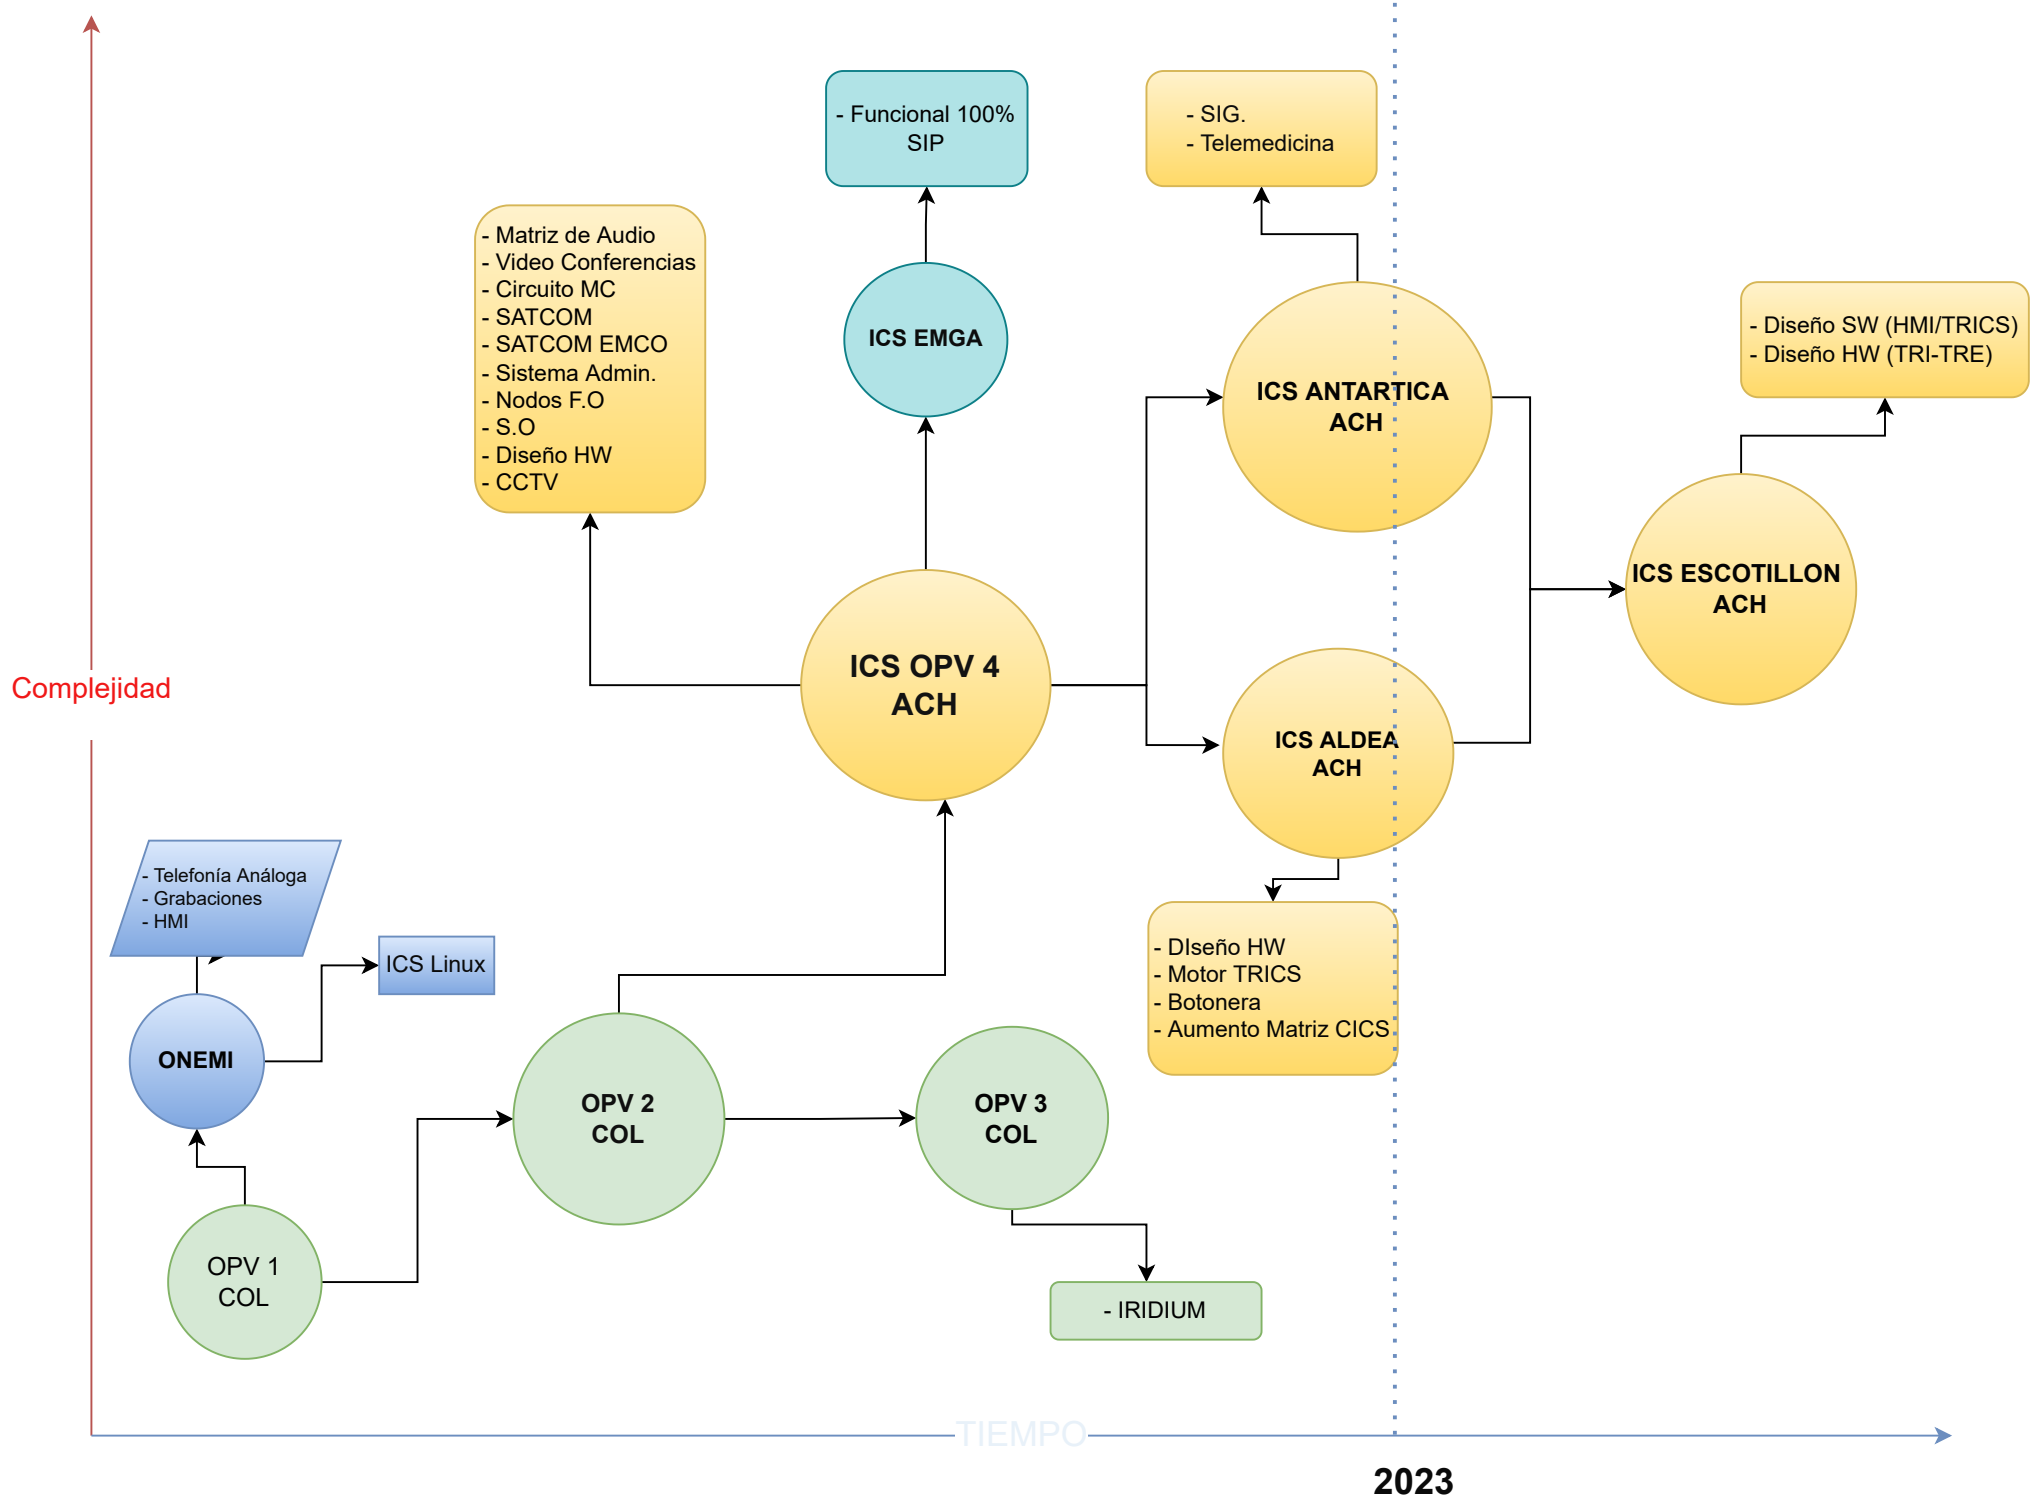 - Funcional 100%
SIP
- SIG.
- Telemedicina
- Matriz de Audio
- Video Conferencias
- Circuito MC
- SATCOM
- SATCOM EMCO
- Sistema Admin.
- Nodos F.O
- S.O
- Diseño HW
- CCTV
ICS EMGA
ICS ANTARTICA
ACH
- Diseño SW (HMI/TRICS)
- Diseño HW (TRI-TRE)
ICS ESCOTILLON
ACH
ICS OPV 4
ACH
Complejidad
ICS ALDEA
ACH
- Telefonía Análoga
- Grabaciones
- HMI
ICS Linux
- DIseño HW
- Motor TRICS
- Botonera
- Aumento Matriz CICS
ONEMI
OPV 2
COL
OPV 3
COL
OPV 1
COL
- IRIDIUM
TIEMPO
2023